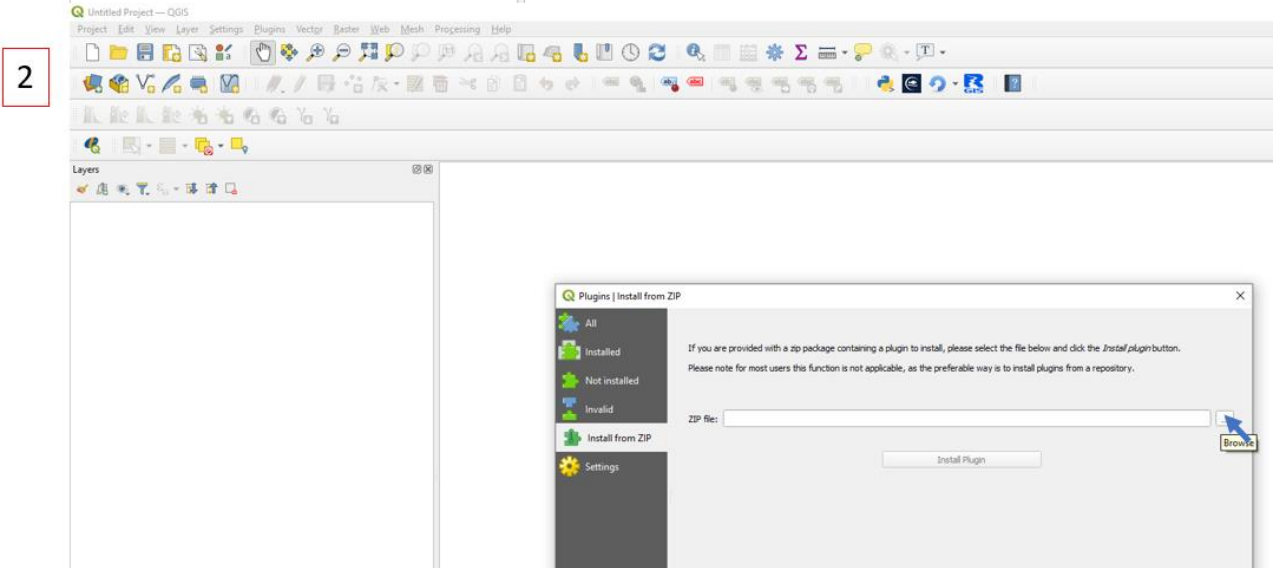 Untitled Project — QGIS
Project Edit View Layer Settings Plugins Vector Raster Web Mesh Processing Help
2
Layers
Plugins | Install from ZIP
All
Installed
If you are provided with a zip package containing a plugin to install, please select the file below and click the Install plugin button.
Please note for most users this function is not applicable, as the preferable way is to install plugins from a repository.
Not installed
Invalid
ZIP file:
Install from ZIP
Browse
Install Plugin
Settings